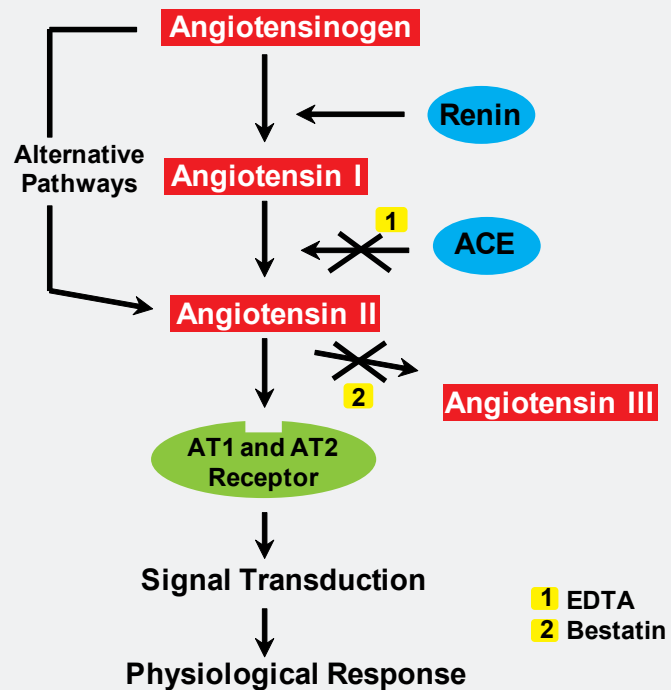 Angiotensinogen
Renin
Alternative
Pathways
Angiotensin I
1
ACE
Angiotensin II
2
Angiotensin III
AT1 and AT2
Receptor
Signal Transduction
1 EDTA
2 Bestatin
Physiological Response